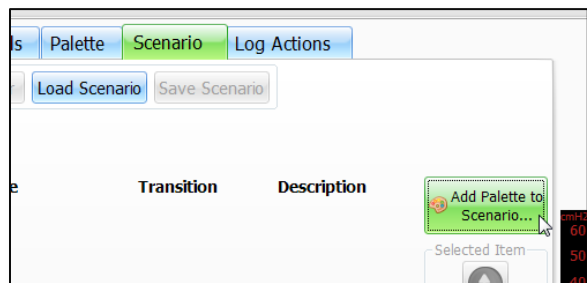 ls Palette Scenario Log Actions
Load Scenario Save Scenario
e Transition Description
Add Palette to
Scenario...
cmH2
60
Selected Item
50
40